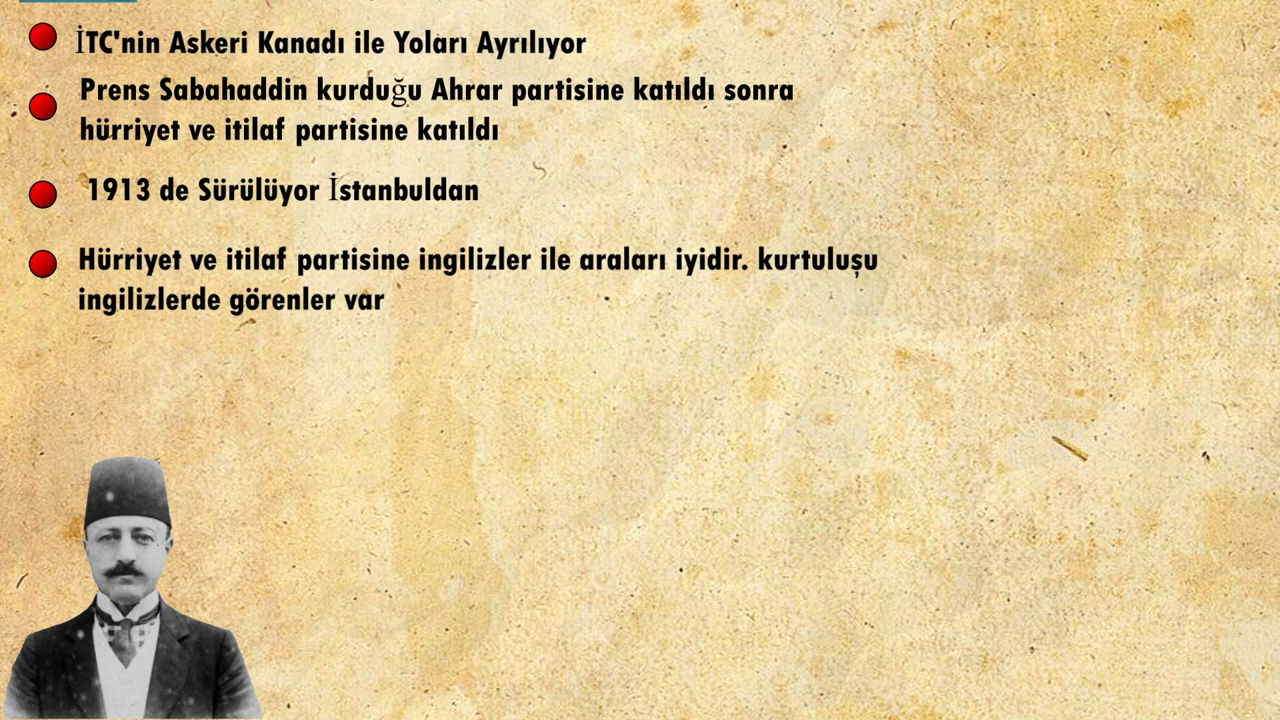 İTC'nin Askeri Kanadı ile Yoları Ayrılıyor
Prens Sabahaddin kurduğu Ahrar partisine katıldı sonra
hürriyet ve itilaf partisine katıldı
1913 de Sürülüyor İstanbuldan
Hürriyet ve itilaf partisine ingilizler ile araları iyidir. kurtuluşu
ingilizlerde görenler var